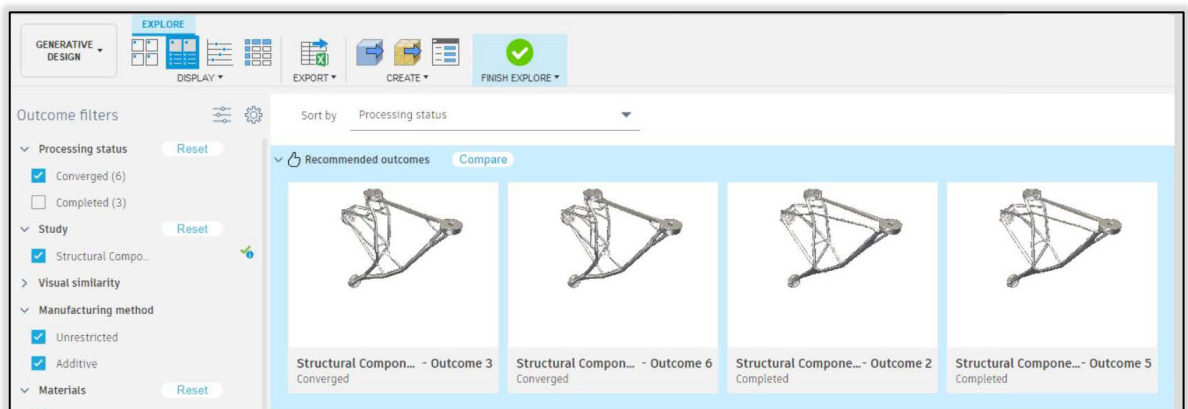 EXPLORE
GENERATIVE
DESIGN
DISPLAY
EXPORT
CREATE
FINISH EXPLORE
Outcome filters
Processing status
Reset
Converged (6)
Completed (3)
Study
Reset
Structural Compo...
Visual similarity
Manufacturing method
Unrestricted
Additive
Materials
Reset
Sort by Processing status
Recommended outcomes
Compare
Structural Compon... - Outcome 3
Converged
Structural Compon... - Outcome 6
Converged
Structural Compone...- Outcome 2
Completed
Structural Compone...- Outcome 5
Completed